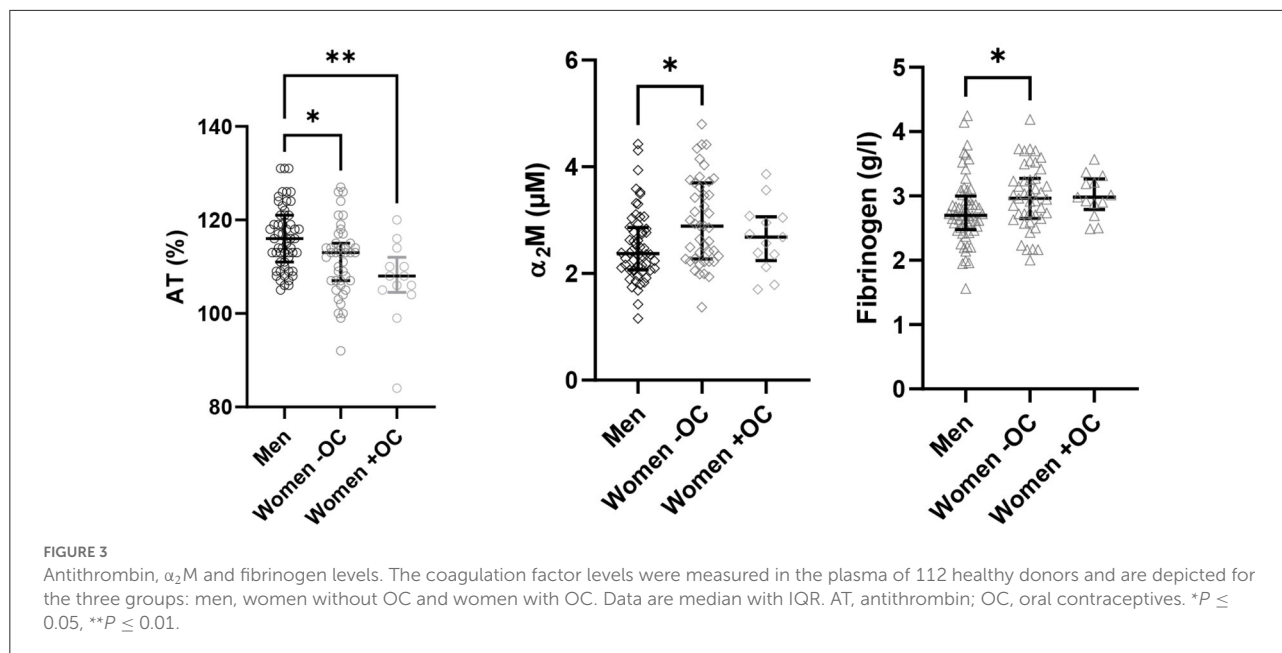 **
*
140
120
100
80
AT (%)
Men
Women -OC
Women +OC
*
6
4
2
0
α₂M (µM)
Men
Women -OC
Women +OC
*
5
4
3
2
1
0
Fibrinogen (g/l)
Men
Women -OC
Women +OC
FIGURE 3
Antithrombin, α₂M and fibrinogen levels. The coagulation factor levels were measured in the plasma of 112 healthy donors and are depicted for
the three groups: men, women without OC and women with OC. Data are median with IQR. AT, antithrombin; OC, oral contraceptives. *P ≤
0.05, **P ≤ 0.01.